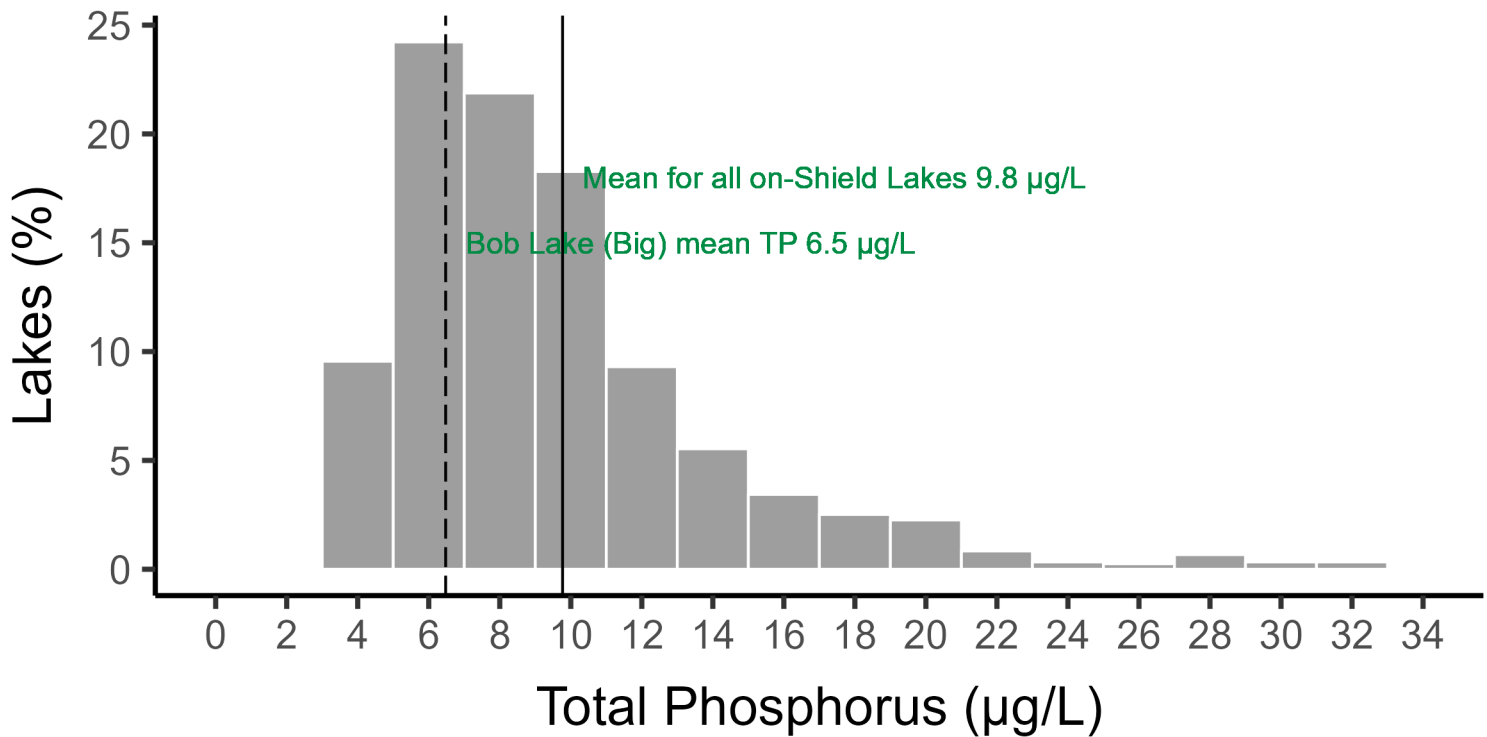 25
20
15
10
5
0
Lakes (%)
Mean for all on-Shield Lakes 9.8 µg/L
Bob Lake (Big) mean TP 6.5 µg/L
0 2 4 6 8 10 12 14 16 18 20 22 24 26 28 30 32 34
Total Phosphorus (µg/L)